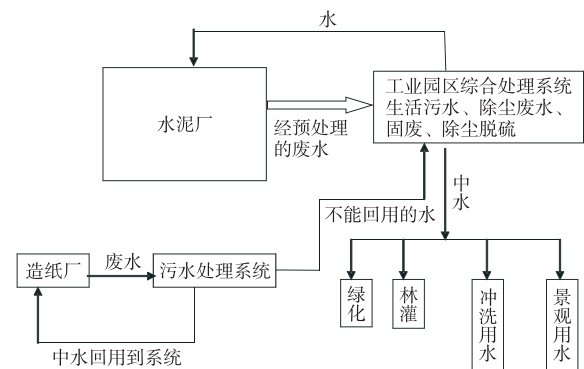 水
水泥厂
经预处理
的废水
工业园区综合处理系统
生活污水、除尘废水、
固废、除尘脱硫
中水
不能回用的水
造纸厂
废水
污水处理系统
中水回用到系统
绿化
林灌
冲洗用水
景观用水